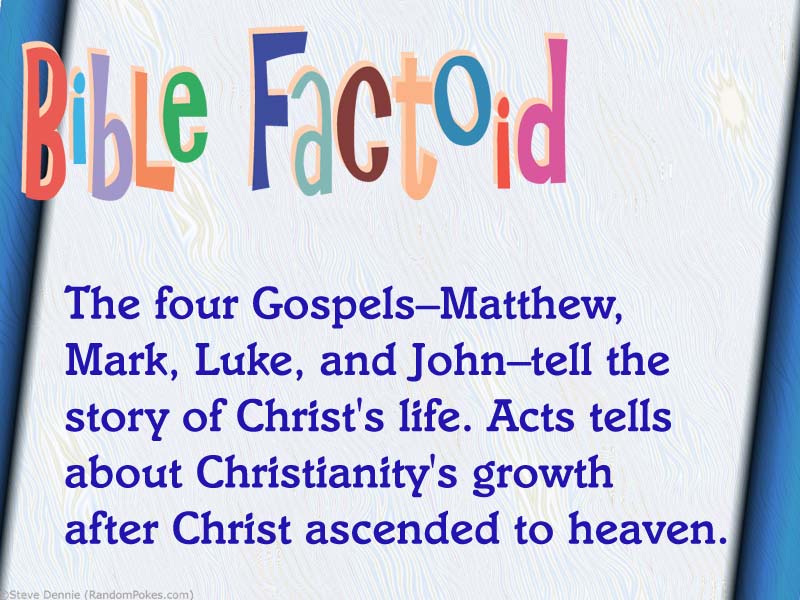 Bible Factoid
The four Gospels–Matthew,
Mark, Luke, and John–tell the
story of Christ's life. Acts tells
about Christianity's growth
after Christ ascended to heaven.
©Steve Dennie (RandomPokes.com)